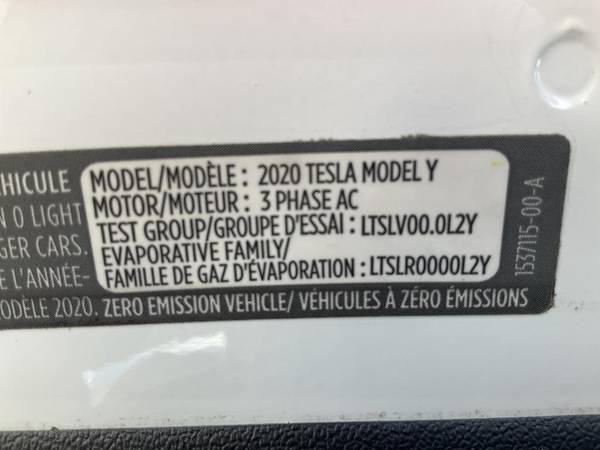 HICULE
N 0 LIGHT
GER CARS.
E L'ANNÉE-
MODEL/MODÈLE : 2020 TESLA MODEL Y
MOTOR/MOTEUR : 3 PHASE AC
TEST GROUP/GROUPE D'ESSAI : LTSLV00.0L2Y
EVAPORATIVE FAMILY/
FAMILLE DE GAZ D'ÉVAPORATION : LTSLR0000L2Y
MODÈLE 2020. ZERO EMISSION VEHICLE/ VÉHICULES À ZÉRO ÉMISSIONS
1537115-00-A